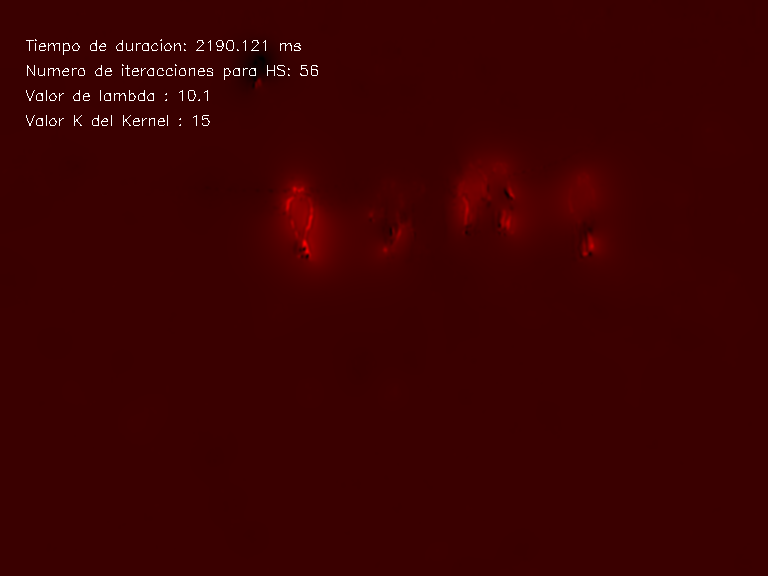 Tiempo de duracion: 2190.121 ms
Numero de iteracciones para HS: 56
Valor de lambda : 10.1
Valor K del Kernel : 15